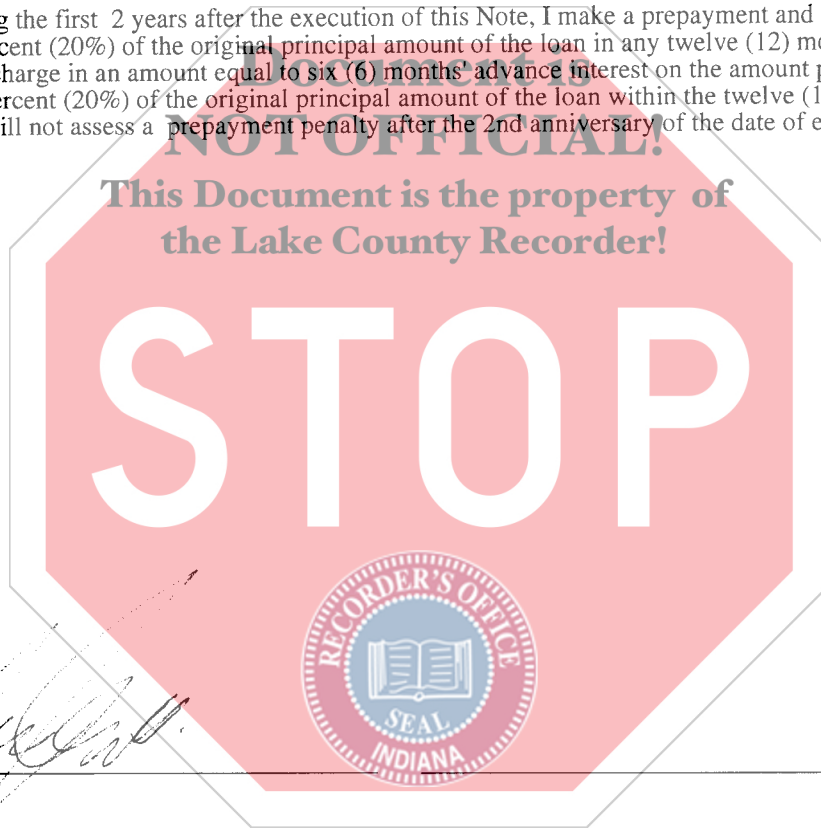 g the first 2 years after the execution of this Note, I make a prepayment and
cent (20%) of the original principal amount of the loan in any twelve (12) mo
harge in an amount equal to six (6) months' advance interest on the amount p
ercent (20%) of the original principal amount of the loan within the twelve (1
ill not assess a prepayment penalty after the 2nd anniversary of the date of e
Document is
NOT OFFICIAL!
This Document is the property of
the Lake County Recorder!
STOP
RECORDER'S OFFICE
SEAL
INDIANA